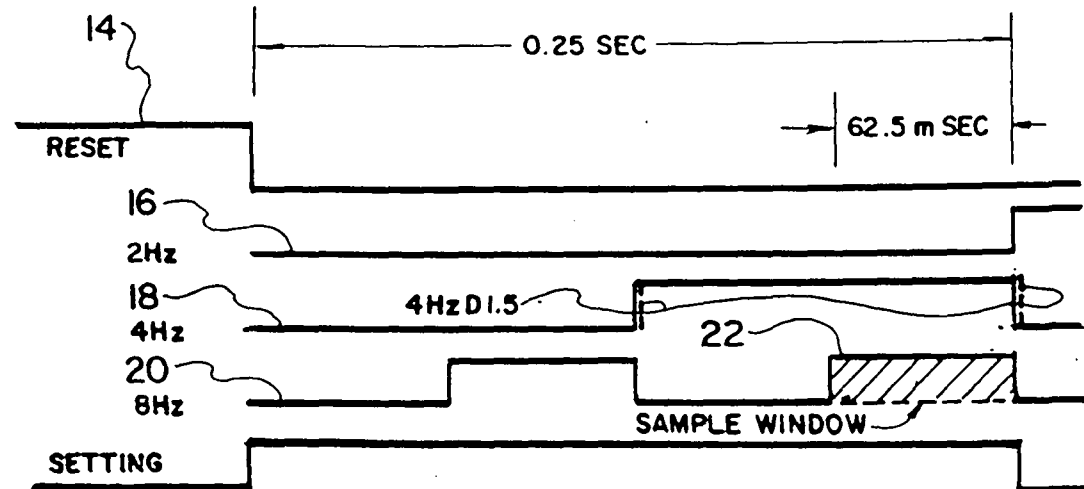 14
0.25 SEC
62.5 m SEC
RESET
16
2Hz
18
4Hz D1.5
4Hz
22
20
8Hz
SAMPLE WINDOW
SETTING